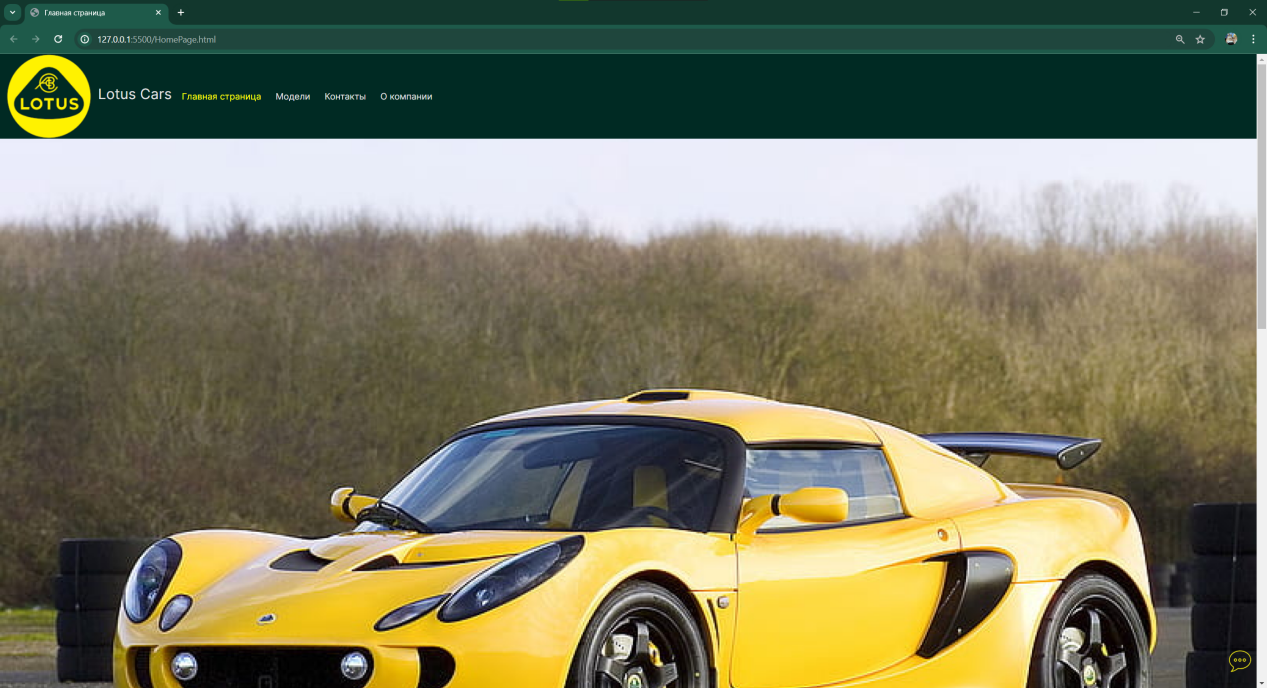 Главная страница
127.0.0.1:5500/HomePage.html
LOTUS
Lotus Cars
Главная страница
Модели
Контакты
О компании